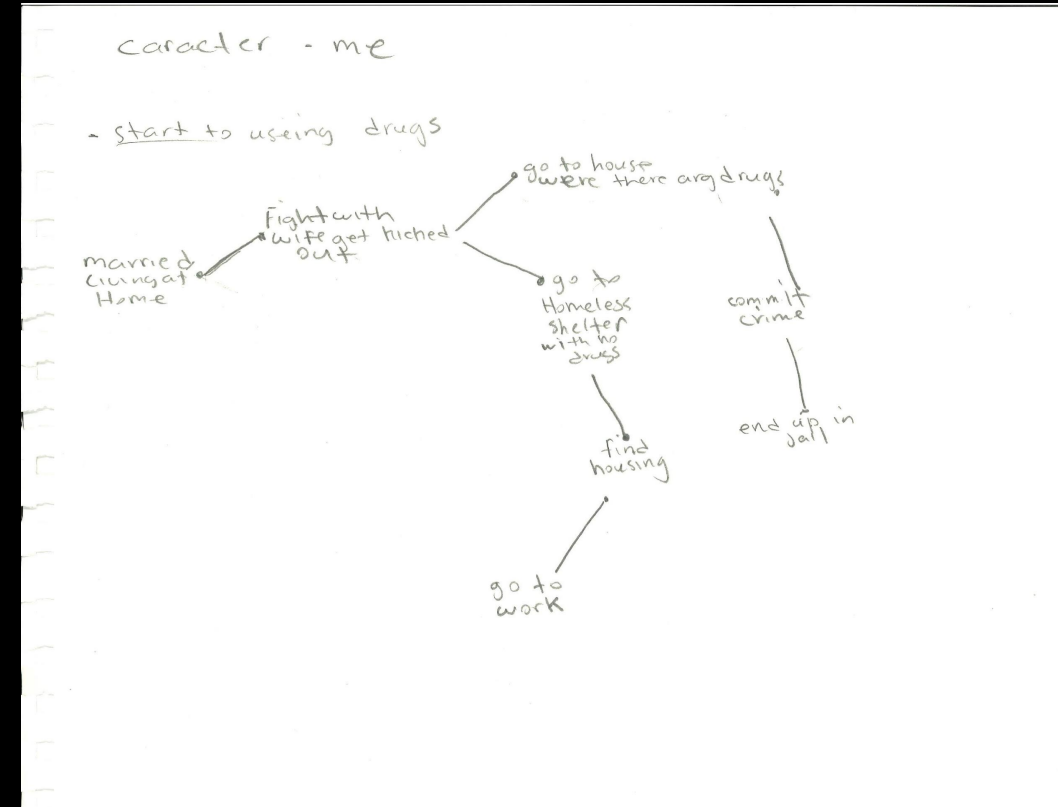 caracter - me
- start to useing drugs
married
living at
Home
Fight with
wife get kicked
out
go to house
were there are drugs
commit
crime
end up in
jail
go to
Homeless
shelter
with no
drugs
find
housing
go to
work